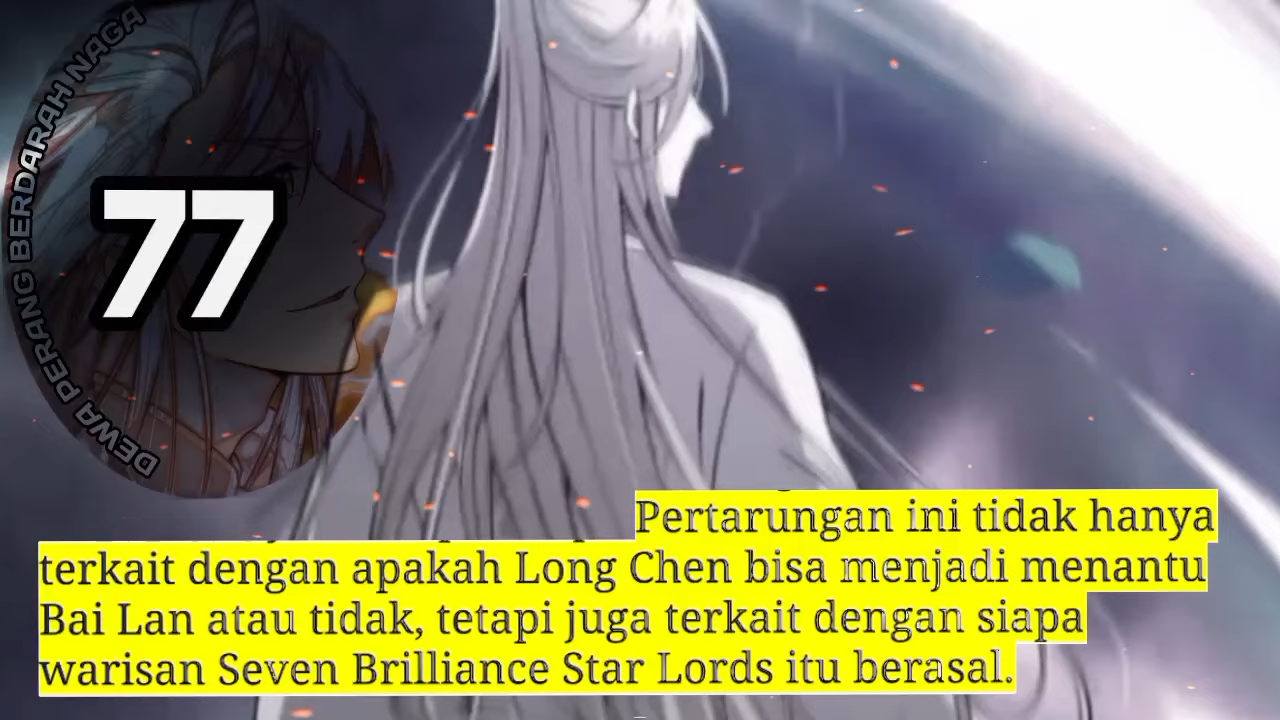 DEWA PERANG BERDARAH NAGA
77
Pertarungan ini tidak hanya
terkait dengan apakah Long Chen bisa menjadi menantu
Bai Lan atau tidak, tetapi juga terkait dengan siapa
warisan Seven Brilliance Star Lords itu berasal.